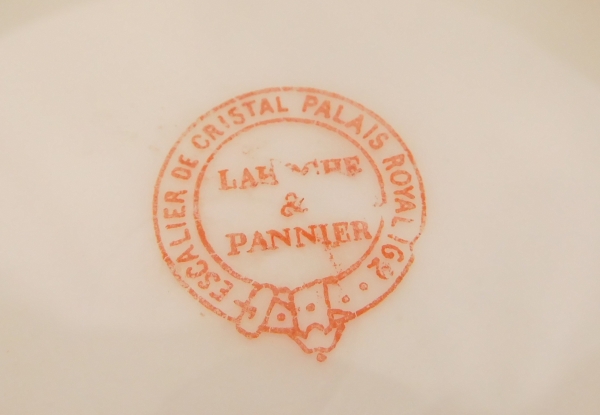 ESCALIER DE CRISTAL PALAIS ROYAL 162
&
PANNIER